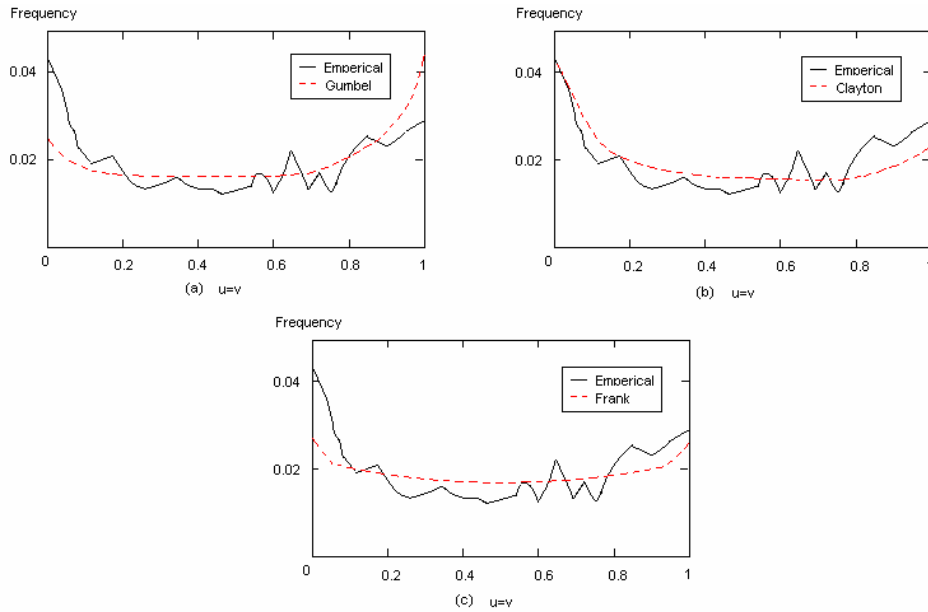 Frequency
0.04
0.02
Emperical
Gumbel
0 0.2 0.4 0.6 0.8 1
(a) u=v
Frequency
0.04
0.02
Emperical
Clayton
0 0.2 0.4 0.6 0.8 1
(b) u=v
Frequency
0.04
0.02
Emperical
Frank
0 0.2 0.4 0.6 0.8 1
(c) u=v